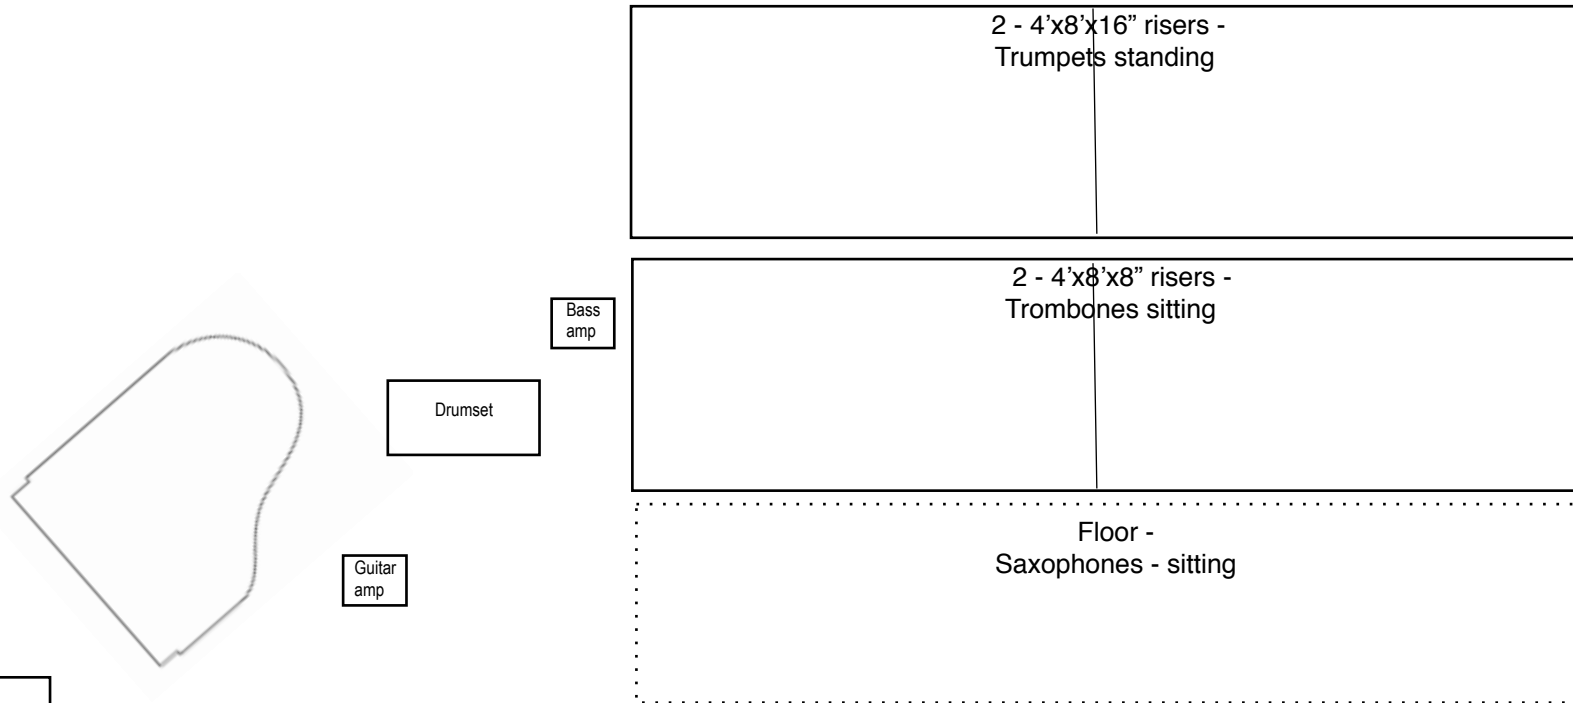 2 - 4’x8’x16” risers -
Trumpets standing
2 - 4’x8’x8” risers -
Trombones sitting
Bass
amp
Drumset
Floor -
Saxophones - sitting
Guitar
amp